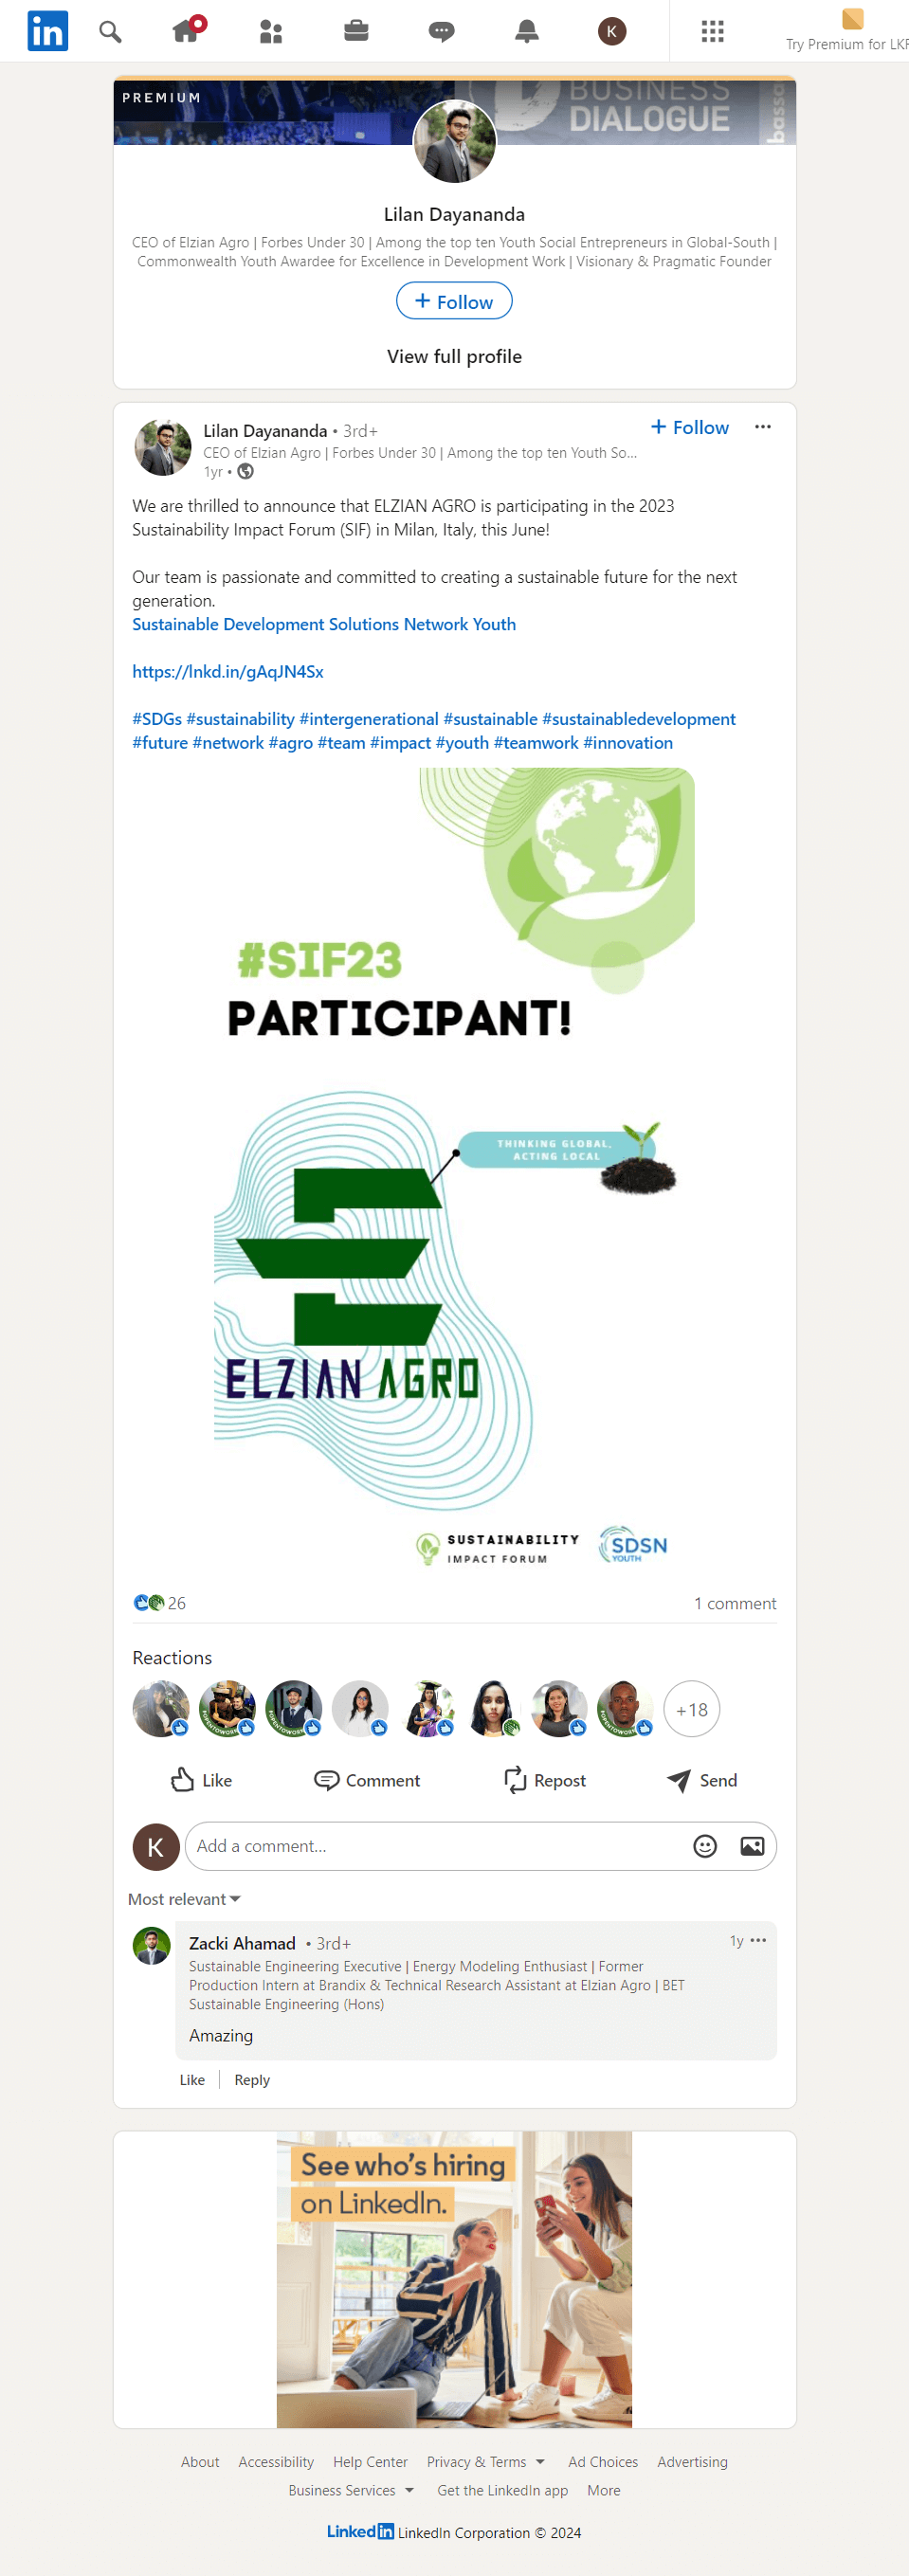 in
K
Try Premium for LKR
PREMIUM
BUSINESS
DIALOGUE
bassa
Lilan Dayananda
CEO of Elzian Agro | Forbes Under 30 | Among the top ten Youth Social Entrepreneurs in Global-South |
Commonwealth Youth Awardee for Excellence in Development Work | Visionary & Pragmatic Founder
+ Follow
View full profile
Lilan Dayananda • 3rd+
+ Follow
CEO of Elzian Agro | Forbes Under 30 | Among the top ten Youth So...
1yr •
We are thrilled to announce that ELZIAN AGRO is participating in the 2023
Sustainability Impact Forum (SIF) in Milan, Italy, this June!
Our team is passionate and committed to creating a sustainable future for the next
generation.
Sustainable Development Solutions Network Youth
https://lnkd.in/gAqJN4Sx
#SDGs #sustainability #intergenerational #sustainable #sustainabledevelopment
#future #network #agro #team #impact #youth #teamwork #innovation
#SIF23
PARTICIPANT!
THINKING GLOBAL,
ACTING LOCAL
ELZIAN AGRO
SUSTAINABILITY
IMPACT FORUM
SDSN
YOUTH
26
1 comment
Reactions
+18
Like
Comment
Repost
Send
K
Add a comment...
Most relevant
Zacki Ahamad • 3rd+
1y
Sustainable Engineering Executive | Energy Modeling Enthusiast | Former
Production Intern at Brandix & Technical Research Assistant at Elzian Agro | BET
Sustainable Engineering (Hons)
Amazing
Like
Reply
See who's hiring
on LinkedIn.
About Accessibility Help Center Privacy & Terms Ad Choices Advertising
Business Services Get the LinkedIn app More
LinkedIn LinkedIn Corporation © 2024